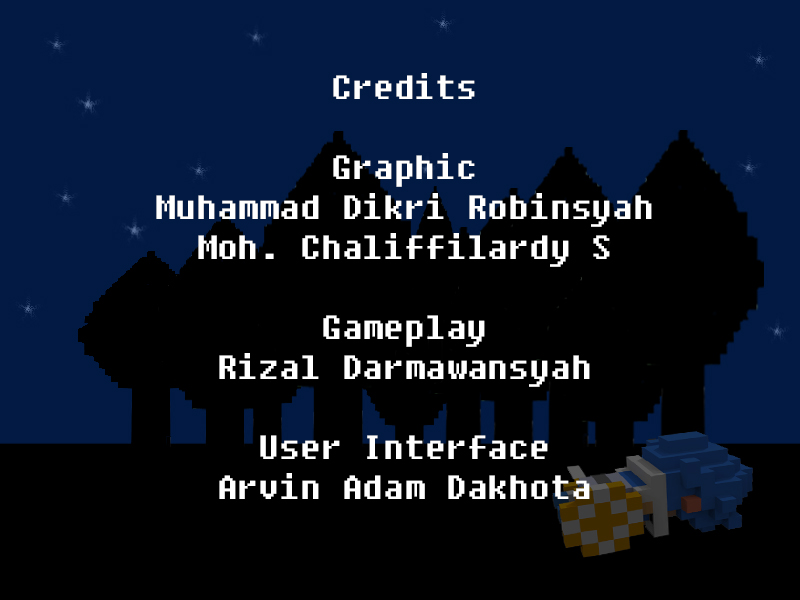 Credits
Graphic
Muhammad Dikri Robinsyah
Moh. Chaliffilardy S
Gameplay
Rizal Darmawansyah
User Interface
Arvin Adam Dakhota